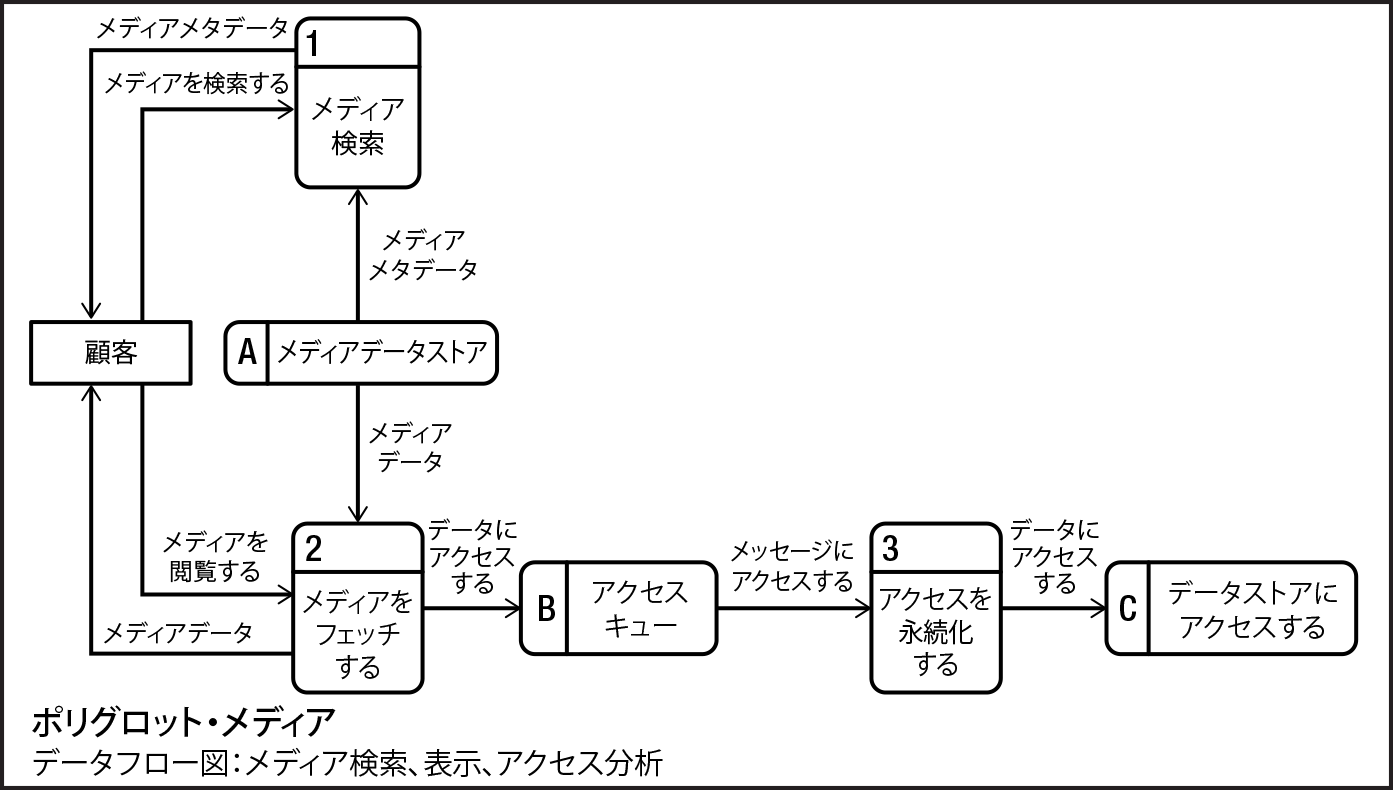 メディアメタデータ
1
メディアを検索する
メディア
検索
メディア
メタデータ
顧客
A
メディアデータストア
メディア
データ
メディアを
閲覧する
メディアデータ
2
メディアを
フェッチ
する
データに
アクセス
する
B
アクセス
キュー
メッセージに
アクセスする
3
アクセスを
永続化
する
データに
アクセス
する
C
データストアに
アクセスする
ポリグロット・メディア
データフロー図：メディア検索、表示、アクセス分析